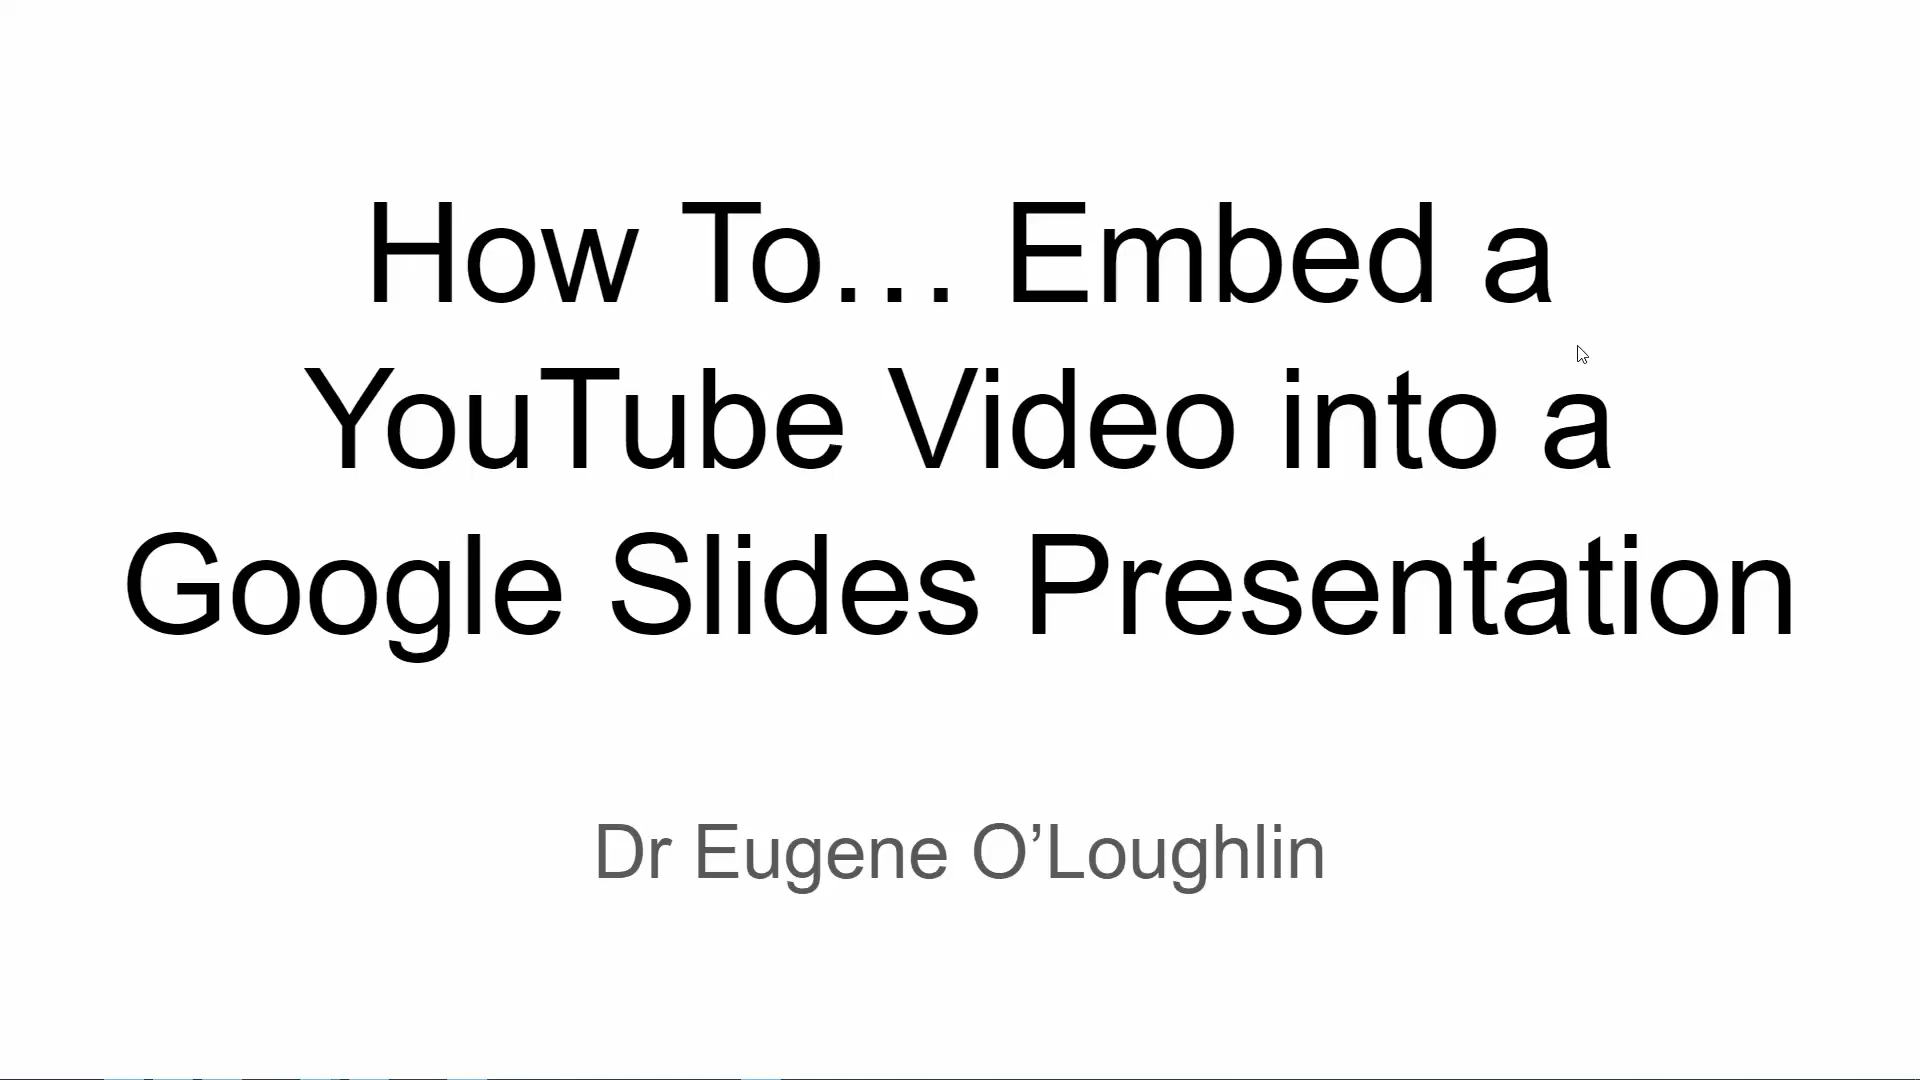 How To… Embed a
YouTube Video into a
Google Slides Presentation
Dr Eugene O’Loughlin